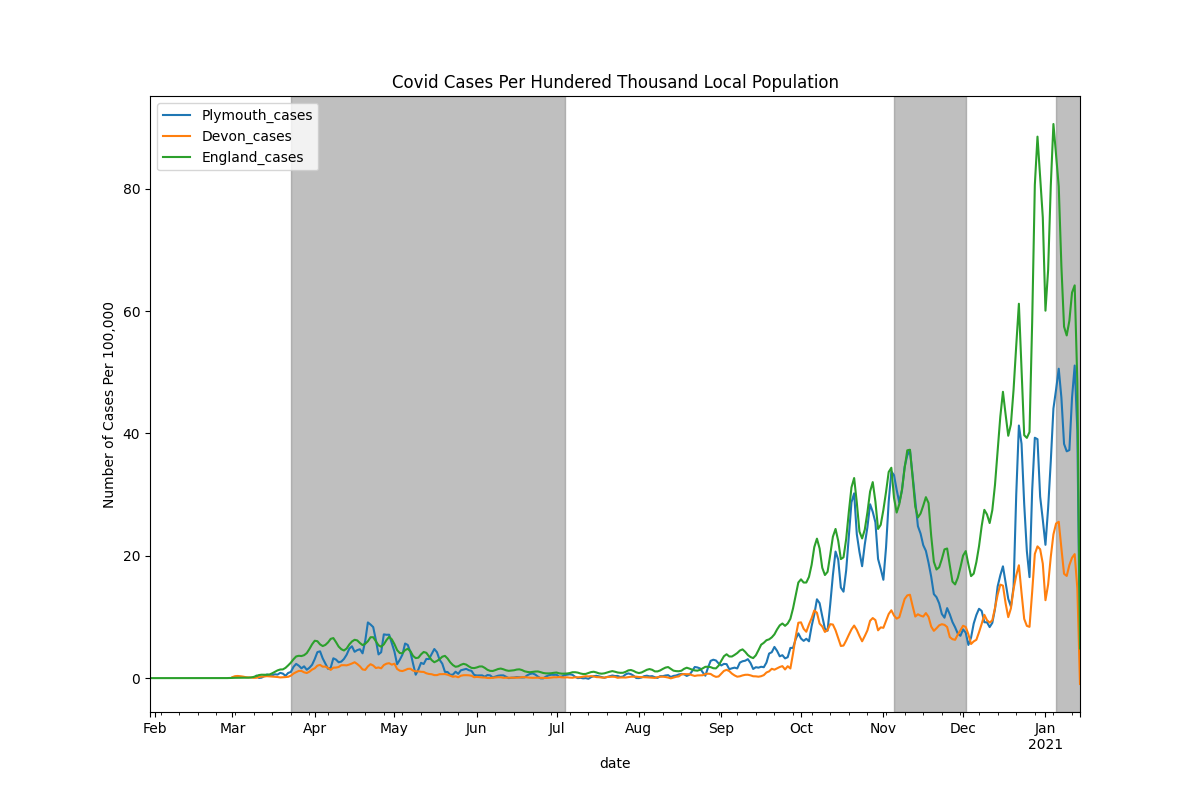 Covid Cases Per Hundered Thousand Local Population
Plymouth_cases
Devon_cases
England_cases
Number of Cases Per 100,000
80
60
40
20
0
Feb Mar Apr May Jun Jul Aug Sep Oct Nov Dec Jan
2021
date